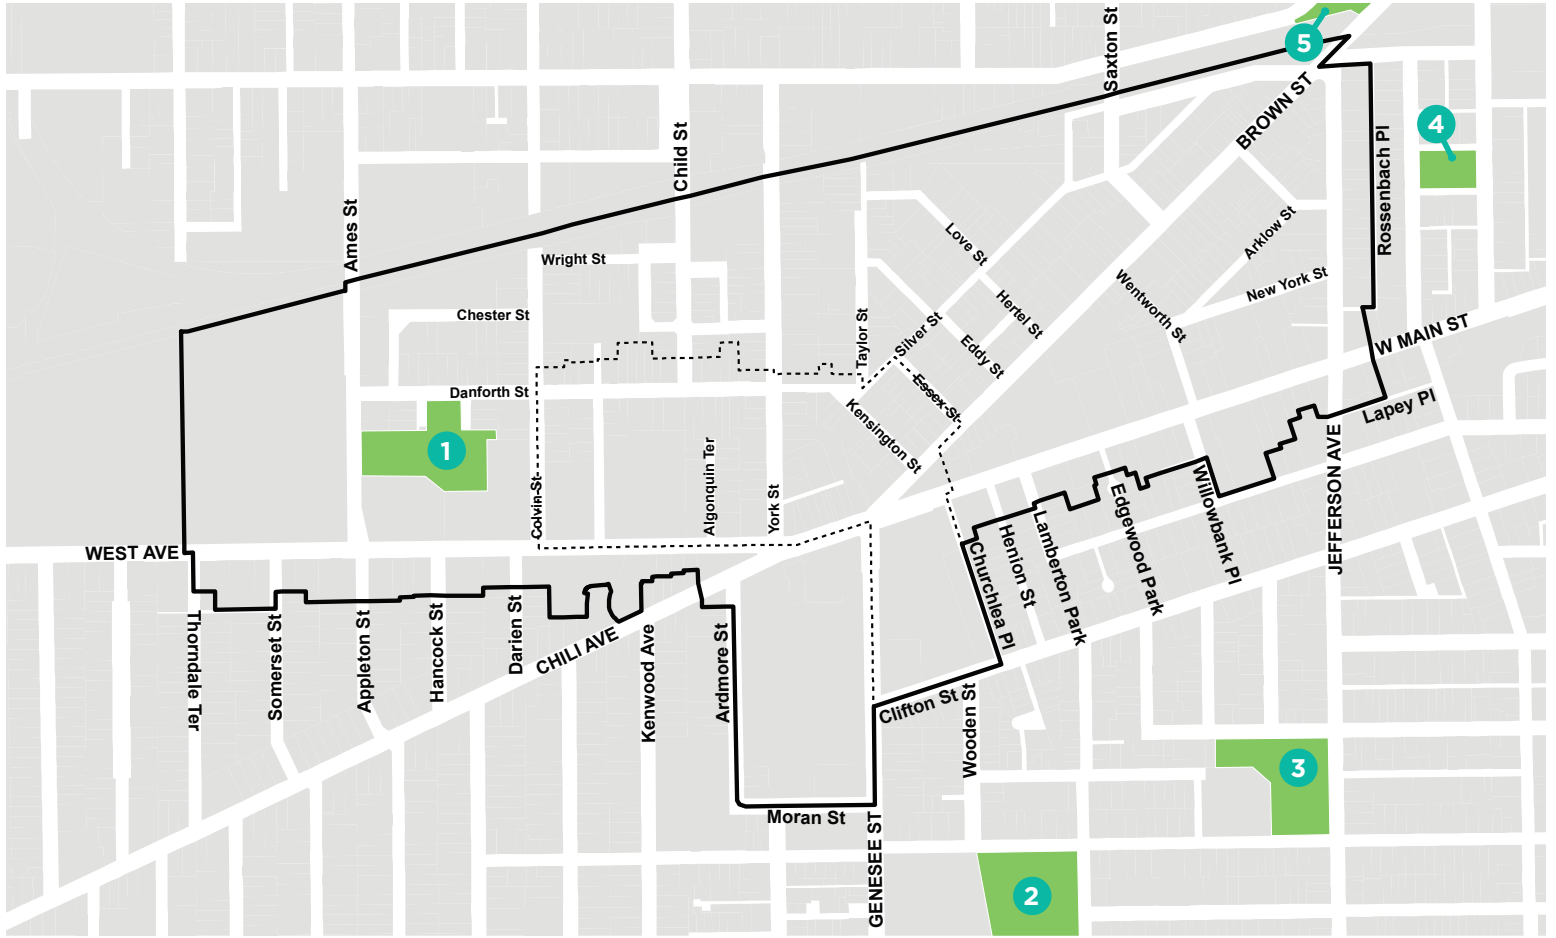 Saxton St
5
BROWN ST
4
Child St
Rossenbach Pl
Ames St
Arklow St
Love St
Wright St
New York St
Wentworth St
Hertel St
Chester St
Taylor St
Silver St
W MAIN ST
Eddy St
Danforth St
Essex St
Lapey Pl
Kensington St
1
Algonquin Ter
Colvin St
York St
JEFFERSON AVE
Willowbank Pl
Edgewood Park
Lamberton Park
Henion St
Churchlea Pl
WEST AVE
Thorndale Ter
Somerset St
Appleton St
Hancock St
Darien St
CHILI AVE
Kenwood Ave
Ardmore St
Clifton St
Wooden St
3
Moran St
GENESEE ST
2